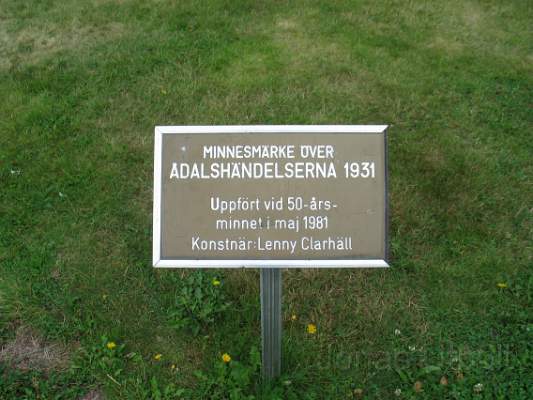 MINNESMÄRKE ÖVER
ÅDALSHÄNDELSERNA 1931
Uppfört vid 50-års-
minnet i maj 1981
Konstnär: Lenny Clarhäll